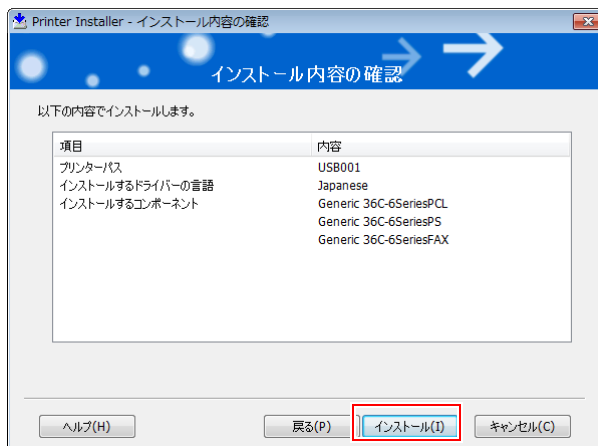 Printer Installer - インストール内容の確認
インストール内容の確認
以下の内容でインストールします。
項目 内容
プリンターパス USB001
インストールするドライバーの言語 Japanese
インストールするコンポーネント Generic 36C-6SeriesPCL
Generic 36C-6SeriesPS
Generic 36C-6SeriesFAX
ヘルプ(H) 戻る(P) インストール(I) キャンセル(C)